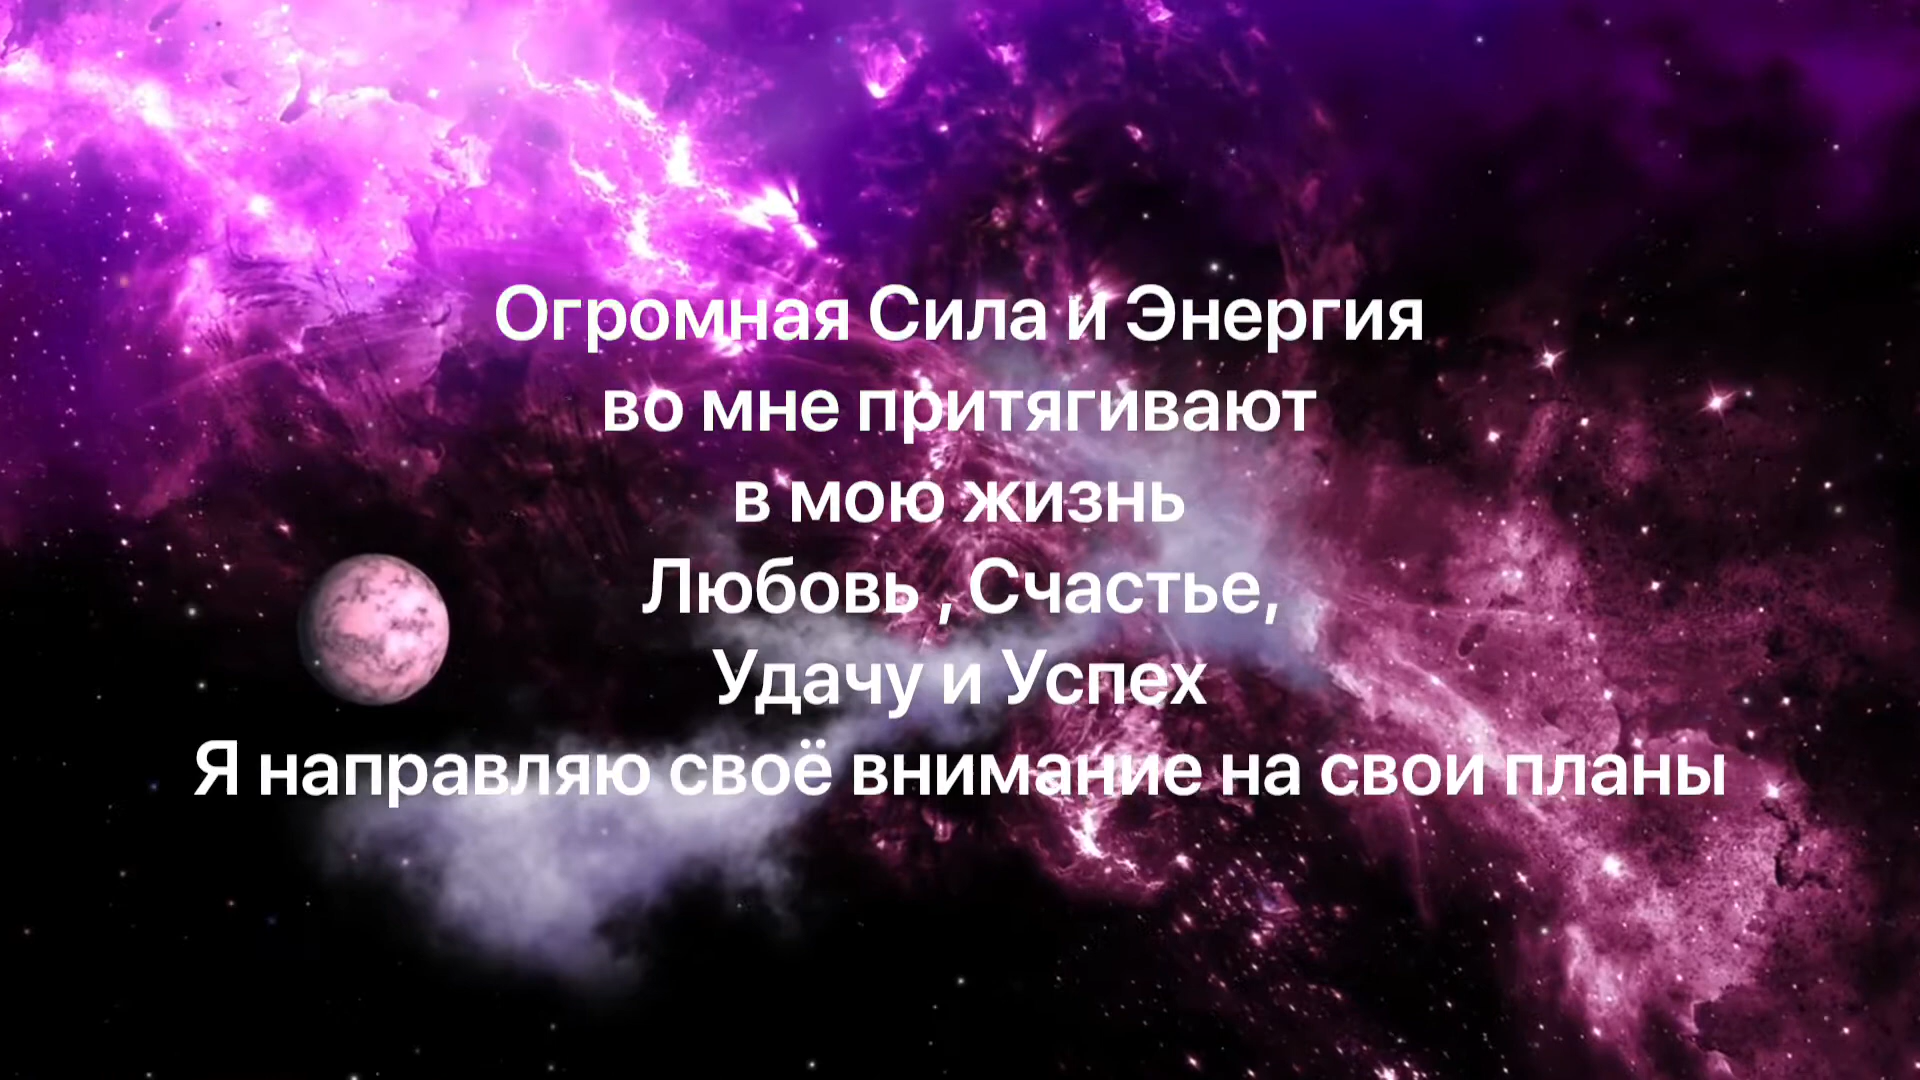 Огромная Сила и Энергия
во мне притягивают
в мою жизнь
Любовь , Счастье,
Удачу и Успех
Я направляю своё внимание на свои планы